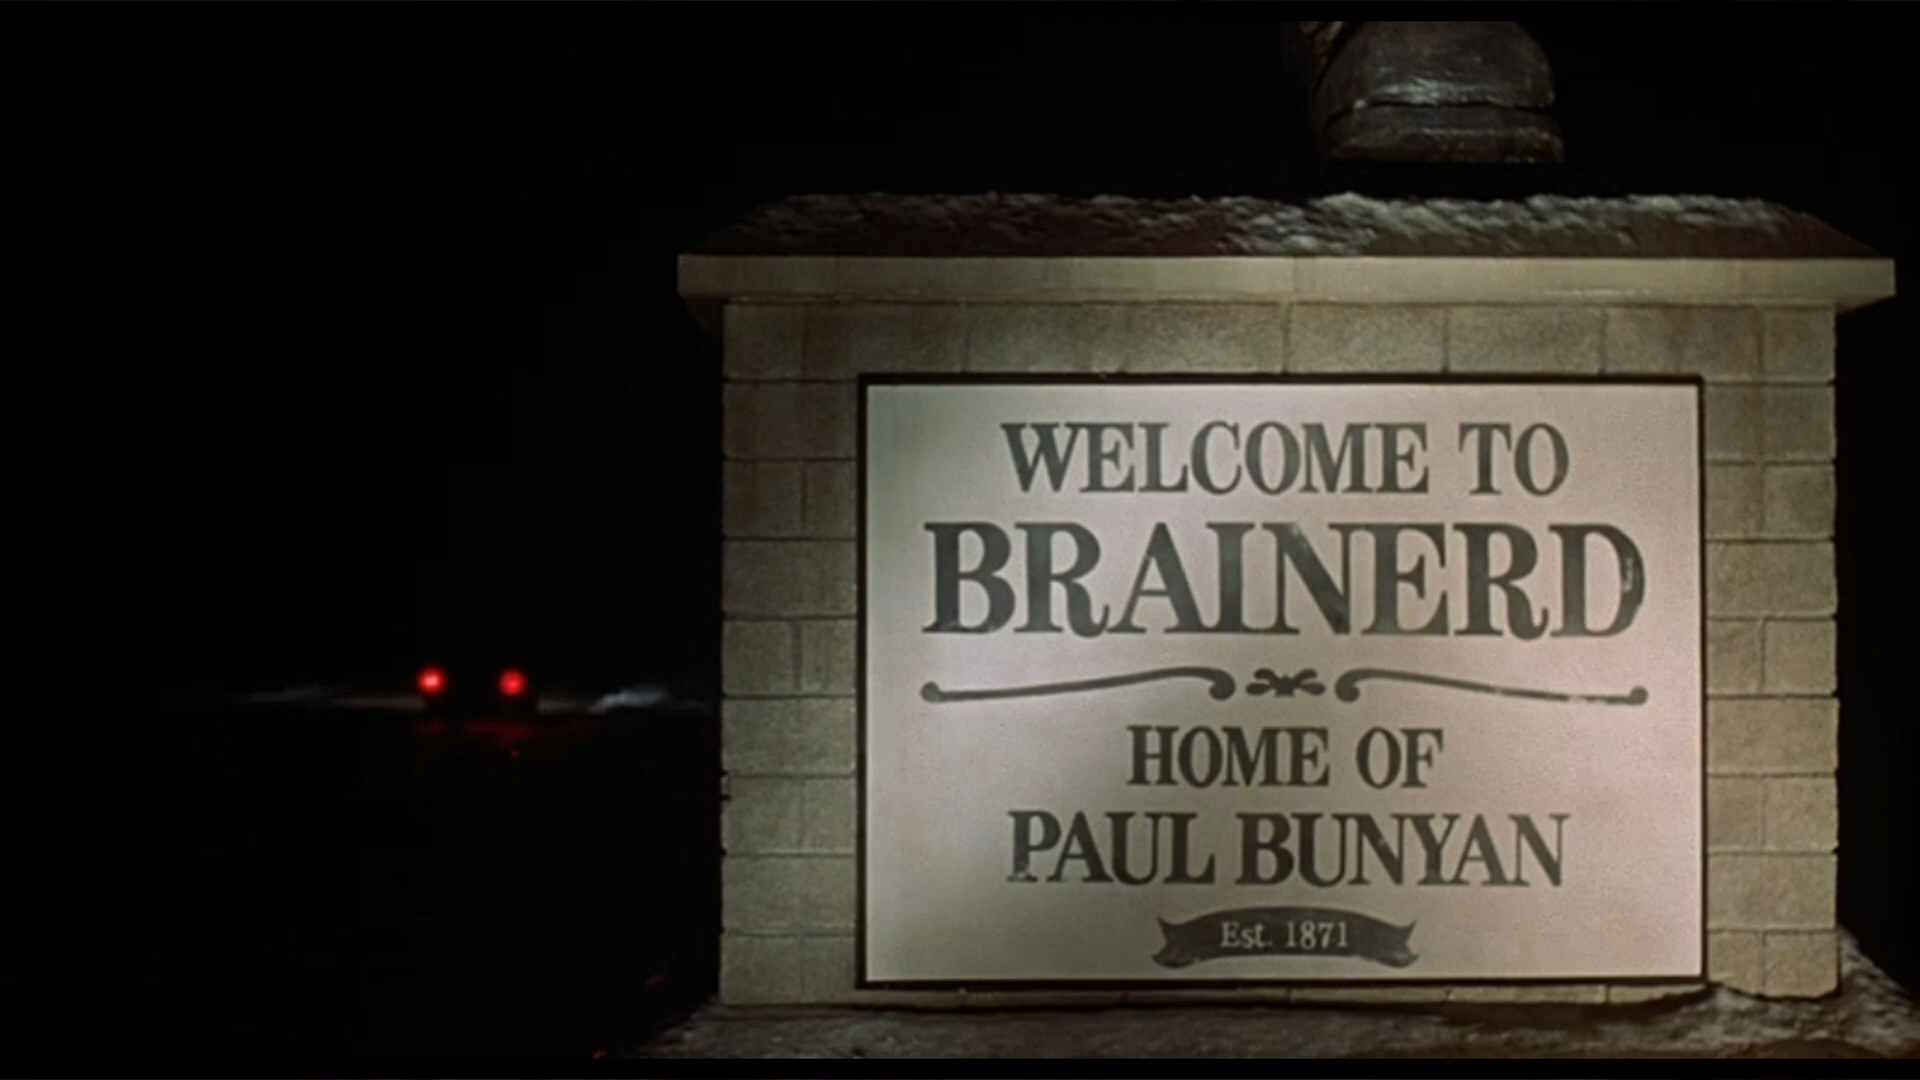 WELCOME TO
BRAINERD
HOME OF
PAUL BUNYAN
Est. 1871